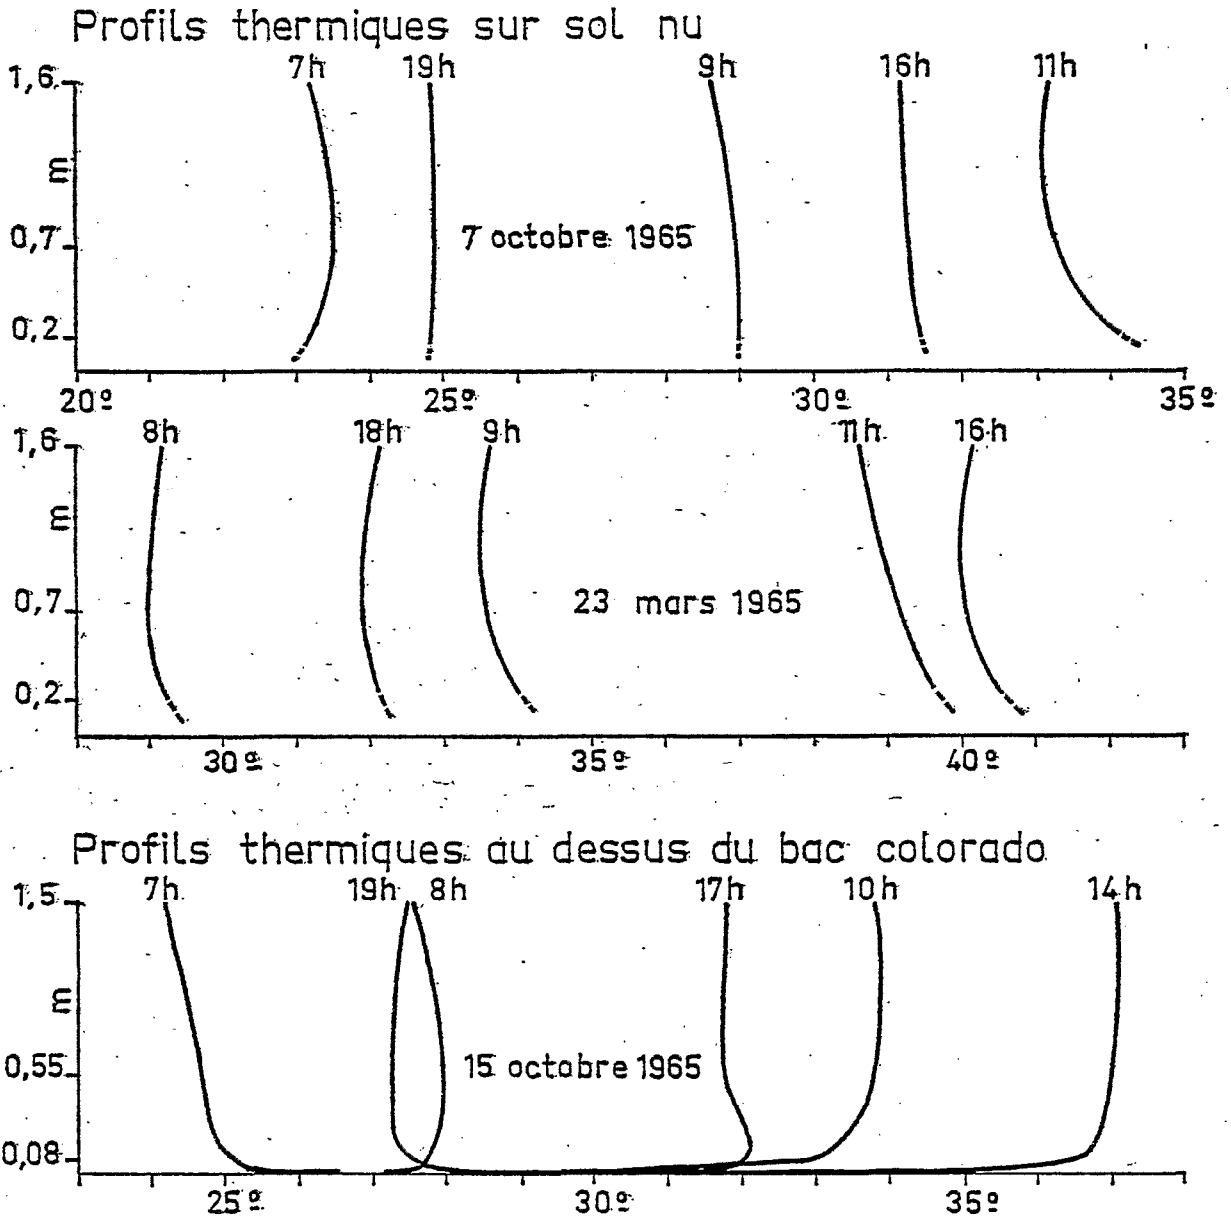 Profils thermiques sur sol nu
7h 19h 9h 16h 11h
1,6
m
0,7
7 octobre 1965
0,2
20º 25º 30º 35º
8h 18h 9h 11h 16h
1,6
m
0,7
23 mars 1965
0,2
30º 35º 40º
Profils thermiques au dessus du bac colorado
7h 19h 8h 17h 10h 14h
1,5
m
0,55
15 octobre 1965
0,08
25º 30º 35º